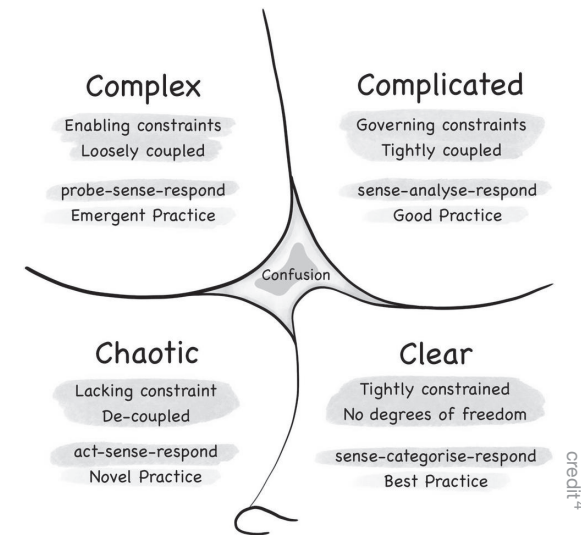 Complex
Enabling constraints
Loosely coupled
probe-sense-respond
Emergent Practice
Complicated
Governing constraints
Tightly coupled
sense-analyse-respond
Good Practice
Confusion
Chaotic
Lacking constraint
De-coupled
act-sense-respond
Novel Practice
Clear
Tightly constrained
No degrees of freedom
sense-categorise-respond
Best Practice
credit⁴